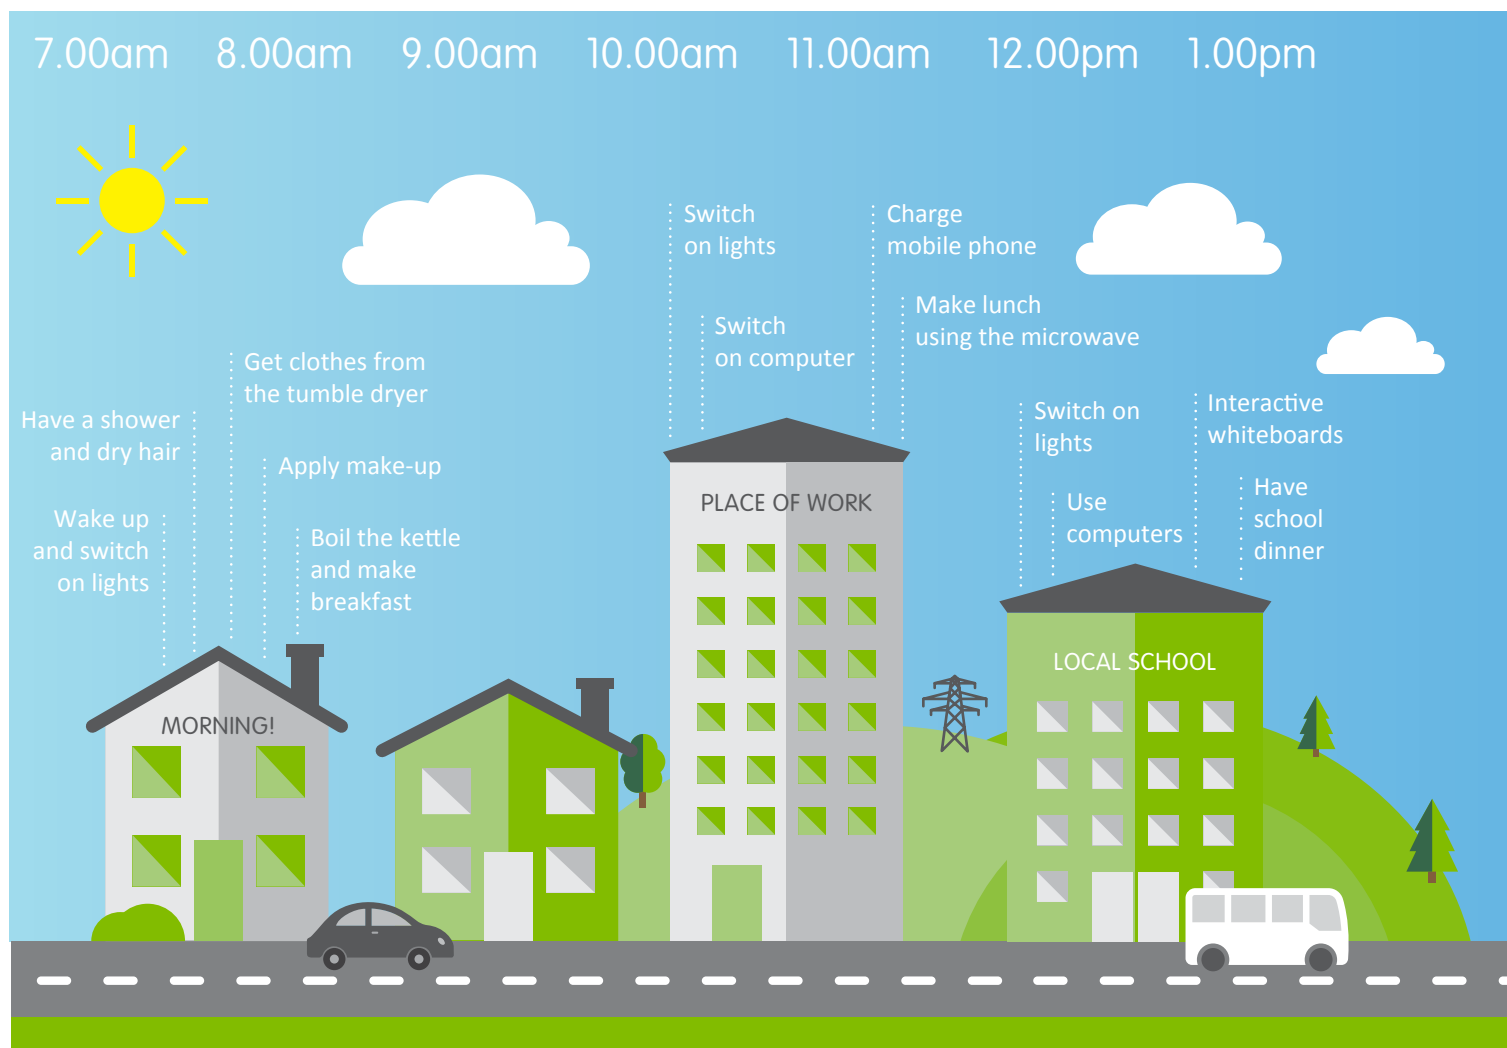 7.00am 8.00am 9.00am 10.00am 11.00am 12.00pm 1.00pm
Have a shower
and dry hair
Wake up
and switch
on lights
Get clothes from
the tumble dryer
Apply make-up
Boil the kettle
and make
breakfast
MORNING!
Switch
on lights
Switch
on computer
Charge
mobile phone
Make lunch
using the microwave
PLACE OF WORK
Switch on
lights
Use
computers
Interactive
whiteboards
Have
school
dinner
LOCAL SCHOOL